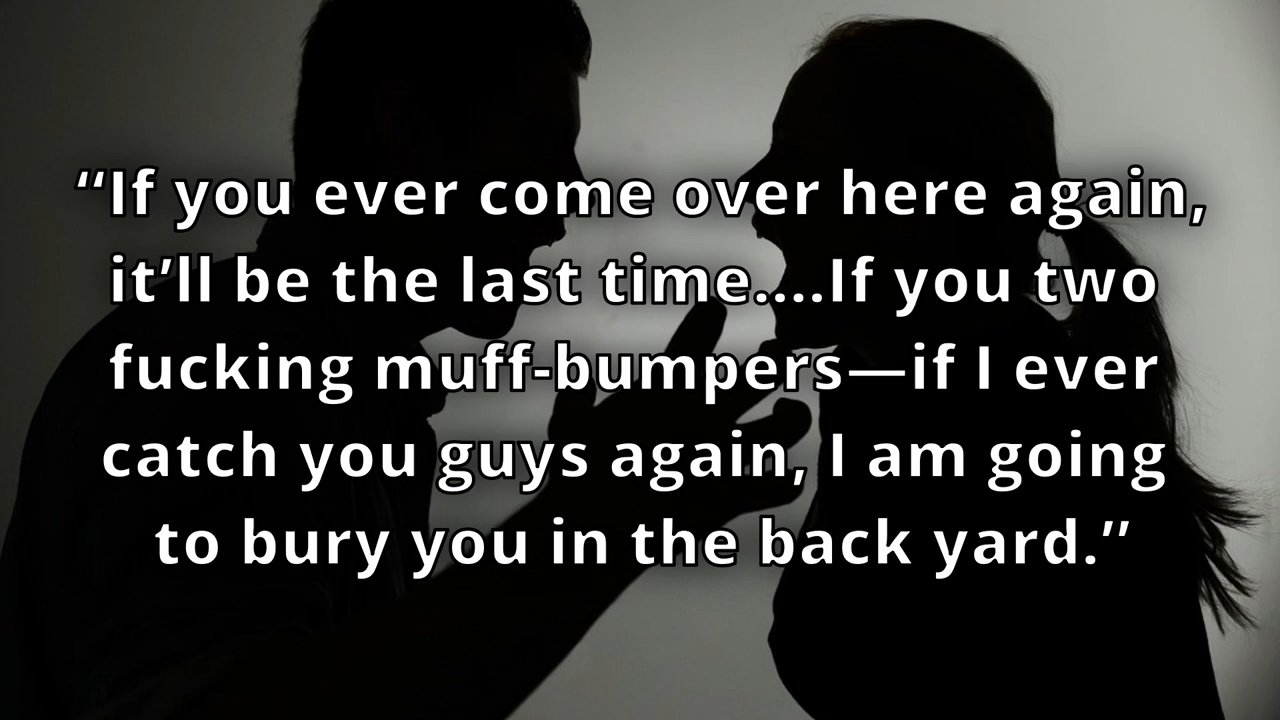 “If you ever come over here again,
it’ll be the last time....If you two
fucking muff-bumpers—if I ever
catch you guys again, I am going
to bury you in the back yard.”